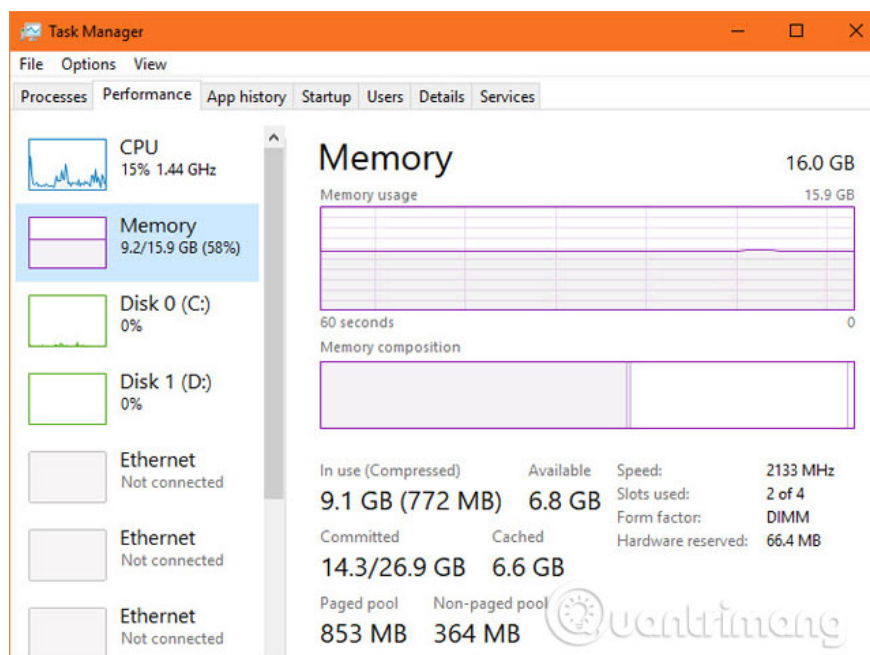 Task Manager
File Options View
Processes Performance App history Startup Users Details Services
CPU
15% 1.44 GHz
Memory
9.2/15.9 GB (58%)
Disk 0 (C:)
0%
Disk 1 (D:)
0%
Ethernet
Not connected
Ethernet
Not connected
Ethernet
Not connected
Memory 16.0 GB
Memory usage 15.9 GB
60 seconds 0
Memory composition
In use (Compressed) Available
9.1 GB (772 MB) 6.8 GB
Committed Cached
14.3/26.9 GB 6.6 GB
Paged pool Non-paged pool
853 MB 364 MB
Speed: 2133 MHz
Slots used: 2 of 4
Form factor: DIMM
Hardware reserved: 66.4 MB
Quantrimang